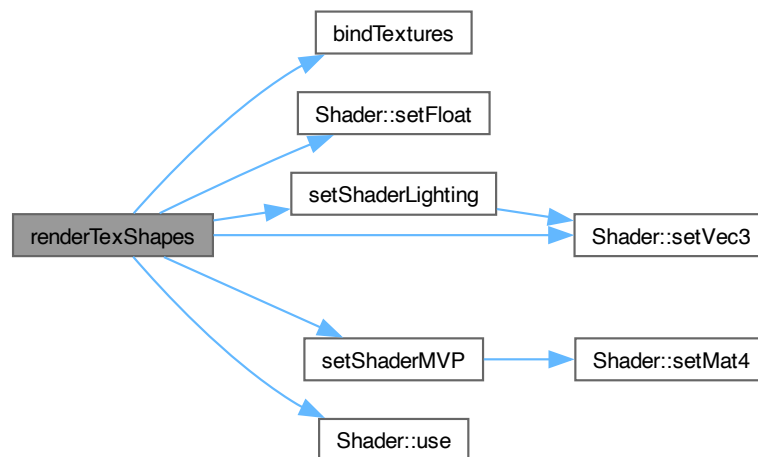 bindTextures
Shader::setFloat
setShaderLighting
renderTexShapes
Shader::setVec3
setShaderMVP
Shader::setMat4
Shader::use